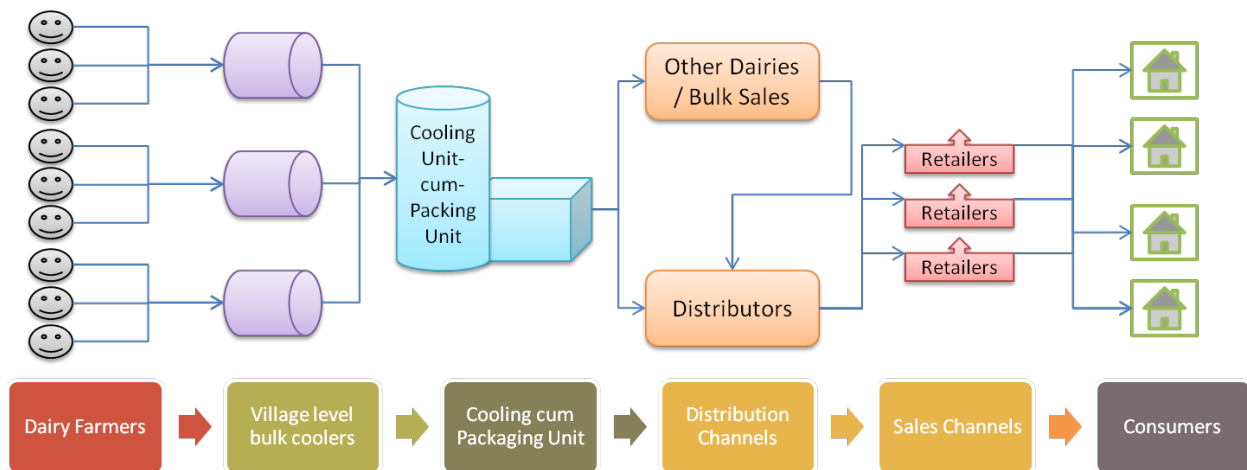 Other Dairies
/ Bulk Sales
Cooling
Unit-
cum-
Packing
Unit
Retailers
Retailers
Retailers
Distributors
Dairy Farmers
Village level
bulk coolers
Cooling cum
Packaging Unit
Distribution
Channels
Sales Channels
Consumers